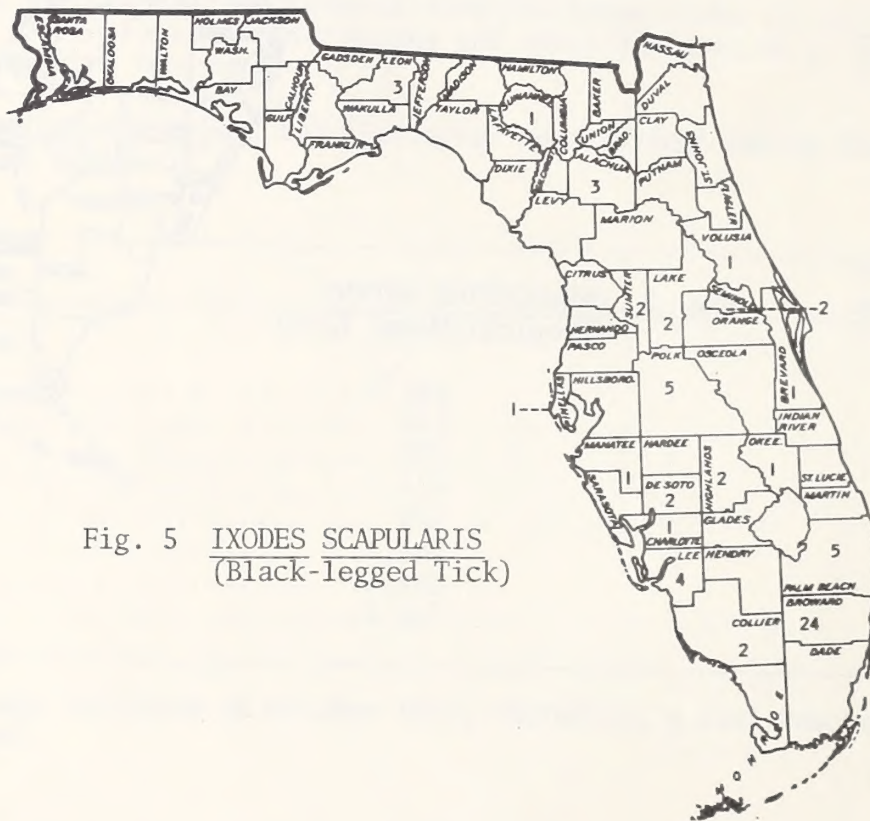 HOLMES JACKSON
SANTA ROSA
ESCAMBIA
OKALOOSA
WALTON
WASH.
BAY
CALHOUN
GULF
LIBERTY
GADSDEN
LEON
3
JEFFERSON
MADISON
WAKULLA
FRANKLIN
TAYLOR
HAMILTON
SUWANNEE
1
LAFAYETTE
DIXIE
COLUMBIA
BAKER
NASSAU
DUVAL
UNION
BRAD.
CLAY
ST. JOHNS
ALACHUA
3
GILCHRIST
PUTNAM
FLAGLER
LEVY
MARION
VOLUSIA
1
CITRUS
SUMTER
2
LAKE
2
SEMINOLE
2
ORANGE
HERNANDO
PASCO
POLK
5
OSCEOLA
BREVARD
1
HILLSBORO.
PINELLAS
1
INDIAN RIVER
MANATEE
1
HARDEE
HIGHLANDS
2
OKEE.
1
ST. LUCIE
SARASOTA
DE SOTO
2
MARTIN
1
CHARLOTTE
GLADES
LEE
4
HENDRY
5
PALM BEACH
BROWARD
24
COLLIER
2
DADE
MONROE
Fig. 5 IXODES SCAPULARIS
(Black-legged Tick)